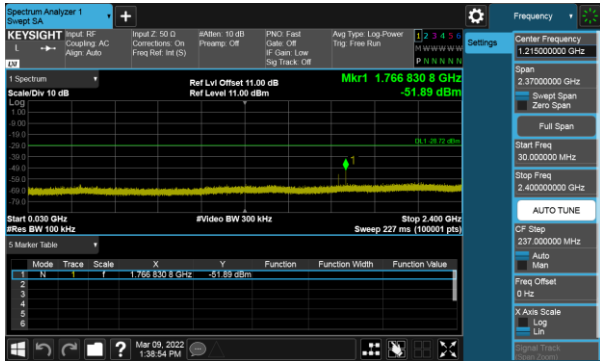 Spectrum Analyzer 1
Swept SA
KEYSIGHT
L
Input: RF
Coupling: AC
Align: Auto
Input Z: 50 Ω
Corrections: On
Freq Ref: Int (S)
#Atten: 10 dB
Preamp: Off
PNO: Fast
Gate: Off
IF Gain: Low
Sig Track: Off
Avg Type: Log-Power
Trig: Free Run
1 2 3 4 5 6
M W W W W W
P N N N N N
1 Spectrum
Scale/Div 10 dB
Ref Lvl Offset 11.00 dB
Ref Level 11.00 dBm
Mkr1 1.766 830 8 GHz
-51.89 dBm
Log
1.00
-9.00
-19.0
-29.0
-39.0
-49.0
-59.0
-69.0
-79.0
DL1 -28.72 dBm
1
Start 0.030 GHz
#Res BW 100 kHz
#Video BW 300 kHz
Stop 2.400 GHz
Sweep 227 ms (100001 pts)
5 Marker Table
Mode Trace Scale X Y Function Function Width Function Value
1 N 1 f 1.766 830 8 GHz -51.89 dBm
2
3
4
5
6
Mar 09, 2022
1:38:54 PM
Frequency
Settings
Center Frequency
1.215000000 GHz
Span
2.37000000 GHz
Swept Span
Zero Span
Full Span
Start Freq
30.000000 MHz
Stop Freq
2.400000000 GHz
AUTO TUNE
CF Step
237.000000 MHz
Auto
Man
Freq Offset
0 Hz
X Axis Scale
Log
Lin
Signal Track
(Span Zoom)